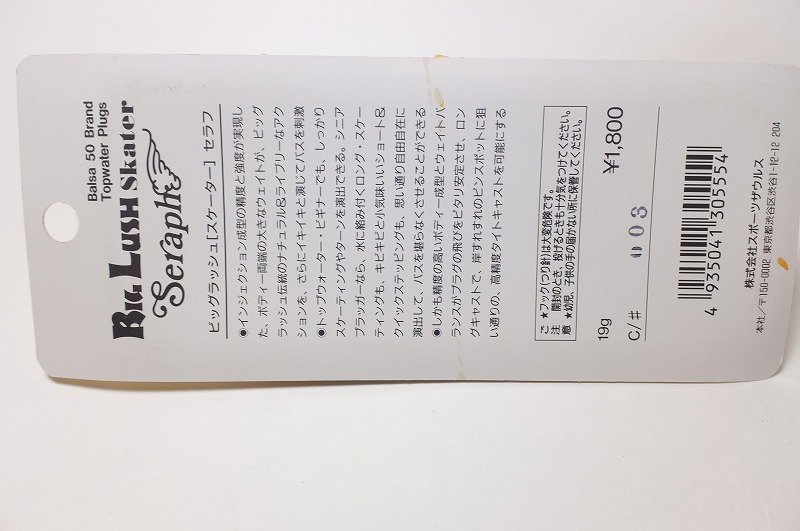 Balsa 50 Brand
Topwater Plugs
BIG LUSH SKATER
Seraph
ビッグラッシュ[スケーター] セラフ
●インジェクション成型の精度と強度が実現し
た、ボディー両端の大きなウェイトが、ビッグ
ラッシュ伝統のナチュラル&ライブリーなアク
ションを、さらにイキイキと演じてバスを刺激
●トップウォーター・ビギナーでも、しっかり
スケーティングやターンを演出できる。シーニア
プラッガーなら、水に絡み付くロング・スケー
ティングも、キビキビと小気味いいショート&
クイックステッピングも、思い通り自由自在に
演出して、バスを堪らなくさせることができる
●しかも精度の高いボディー成型とウェイトバ
ランスがプラグの飛びをピタリ安定させ、ロン
グキャストで、岸すれすれのピンスポットに狙
い通りの、高精度タイトキャストを可能にする
ご注意
★フック(つり針)は大変危険です。
開封のとき、投げるときも十分気をつけてください。
★幼児、子供の手の届かない所に保管してください。
19g ¥1,800
C/# 003
4 935041 305554
株式会社スポーツザウルス
本社/〒150-0002 東京都渋谷区渋谷1-12-12 204